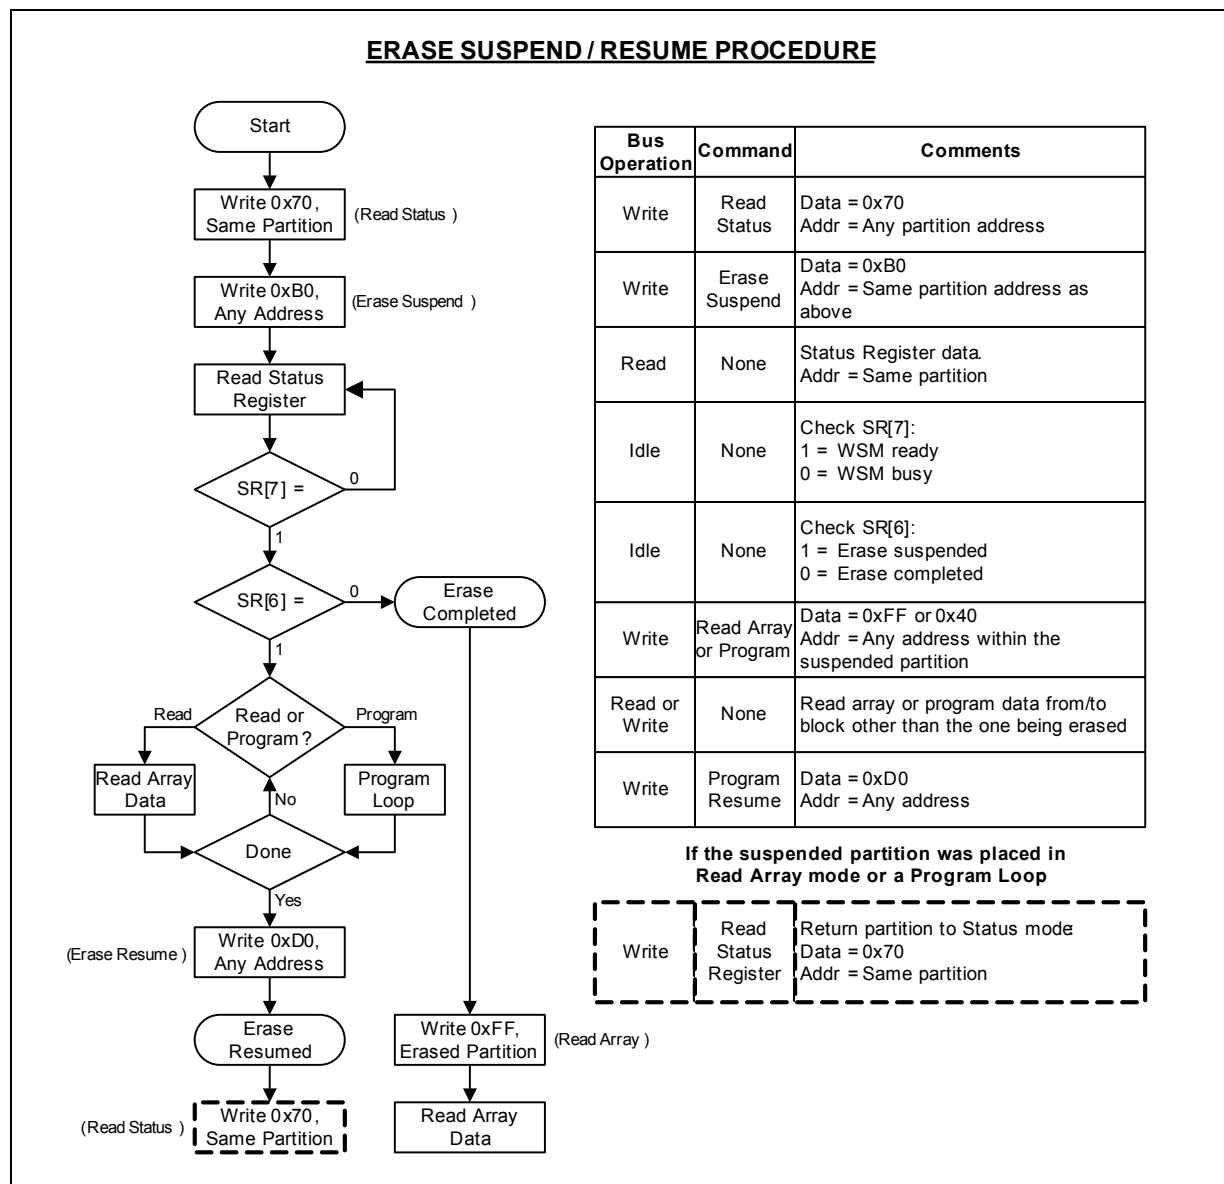 ERASE SUSPEND / RESUME PROCEDURE
Start
Write 0x70,
Same Partition
(Read Status )
Write 0xB0,
Any Address
(Erase Suspend )
Read Status
Register
SR[7] =
0
1
SR[6] =
0
Erase
Completed
1
Read or
Program?
Read
Program
Read Array
Data
Program
Loop
No
Done
Yes
(Erase Resume )
Write 0xD0,
Any Address
Erase
Resumed
(Read Status )
Write 0x70,
Same Partition
Write 0xFF,
Erased Partition
(Read Array )
Read Array
Data
Bus
Operation
Command
Comments
Write
Read
Status
Data = 0x70
Addr = Any partition address
Write
Erase
Suspend
Data = 0xB0
Addr = Same partition address as
above
Read
None
Status Register data.
Addr = Same partition
Idle
None
Check SR[7]:
1 = WSM ready
0 = WSM busy
Idle
None
Check SR[6]:
1 = Erase suspended
0 = Erase completed
Write
Read Array
or Program
Data = 0xFF or 0x40
Addr = Any address within the
suspended partition
Read or
Write
None
Read array or program data from/to
block other than the one being erased
Write
Program
Resume
Data = 0xD0
Addr = Any address
If the suspended partition was placed in
Read Array mode or a Program Loop
Write
Read
Status
Register
Return partition to Status mode:
Data = 0x70
Addr = Same partition